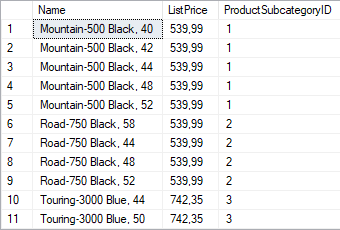 Name ListPrice ProductSubcategoryID
1 Mountain-500 Black, 40 539,99 1
2 Mountain-500 Black, 42 539,99 1
3 Mountain-500 Black, 44 539,99 1
4 Mountain-500 Black, 48 539,99 1
5 Mountain-500 Black, 52 539,99 1
6 Road-750 Black, 58 539,99 2
7 Road-750 Black, 44 539,99 2
8 Road-750 Black, 48 539,99 2
9 Road-750 Black, 52 539,99 2
10 Touring-3000 Blue, 44 742,35 3
11 Touring-3000 Blue, 50 742,35 3